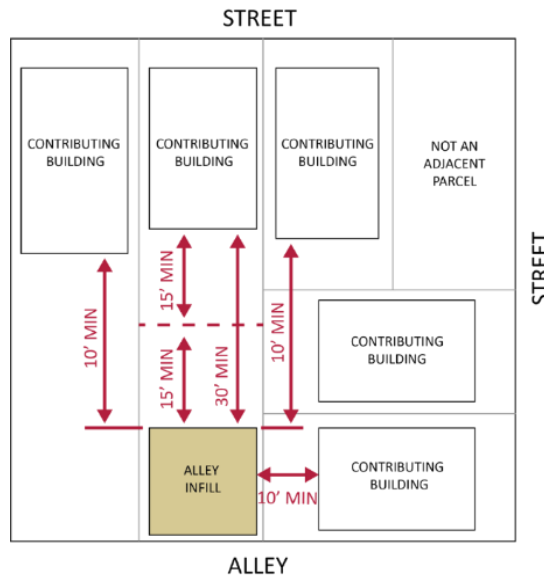 STREET
CONTRIBUTING
BUILDING
CONTRIBUTING
BUILDING
CONTRIBUTING
BUILDING
NOT AN
ADJACENT
PARCEL
STREET
10' MIN
15' MIN
15' MIN
30' MIN
10' MIN
CONTRIBUTING
BUILDING
ALLEY
INFILL
10' MIN
CONTRIBUTING
BUILDING
ALLEY